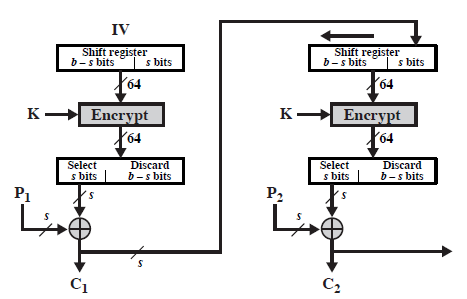 IV
Shift register
b – s bits | s bits
64
K
Encrypt
64
Select Discard
s bits b – s bits
s
P1
s
C1
s
Shift register
b – s bits | s bits
64
K
Encrypt
64
Select Discard
s bits b – s bits
s
P2
s
C2